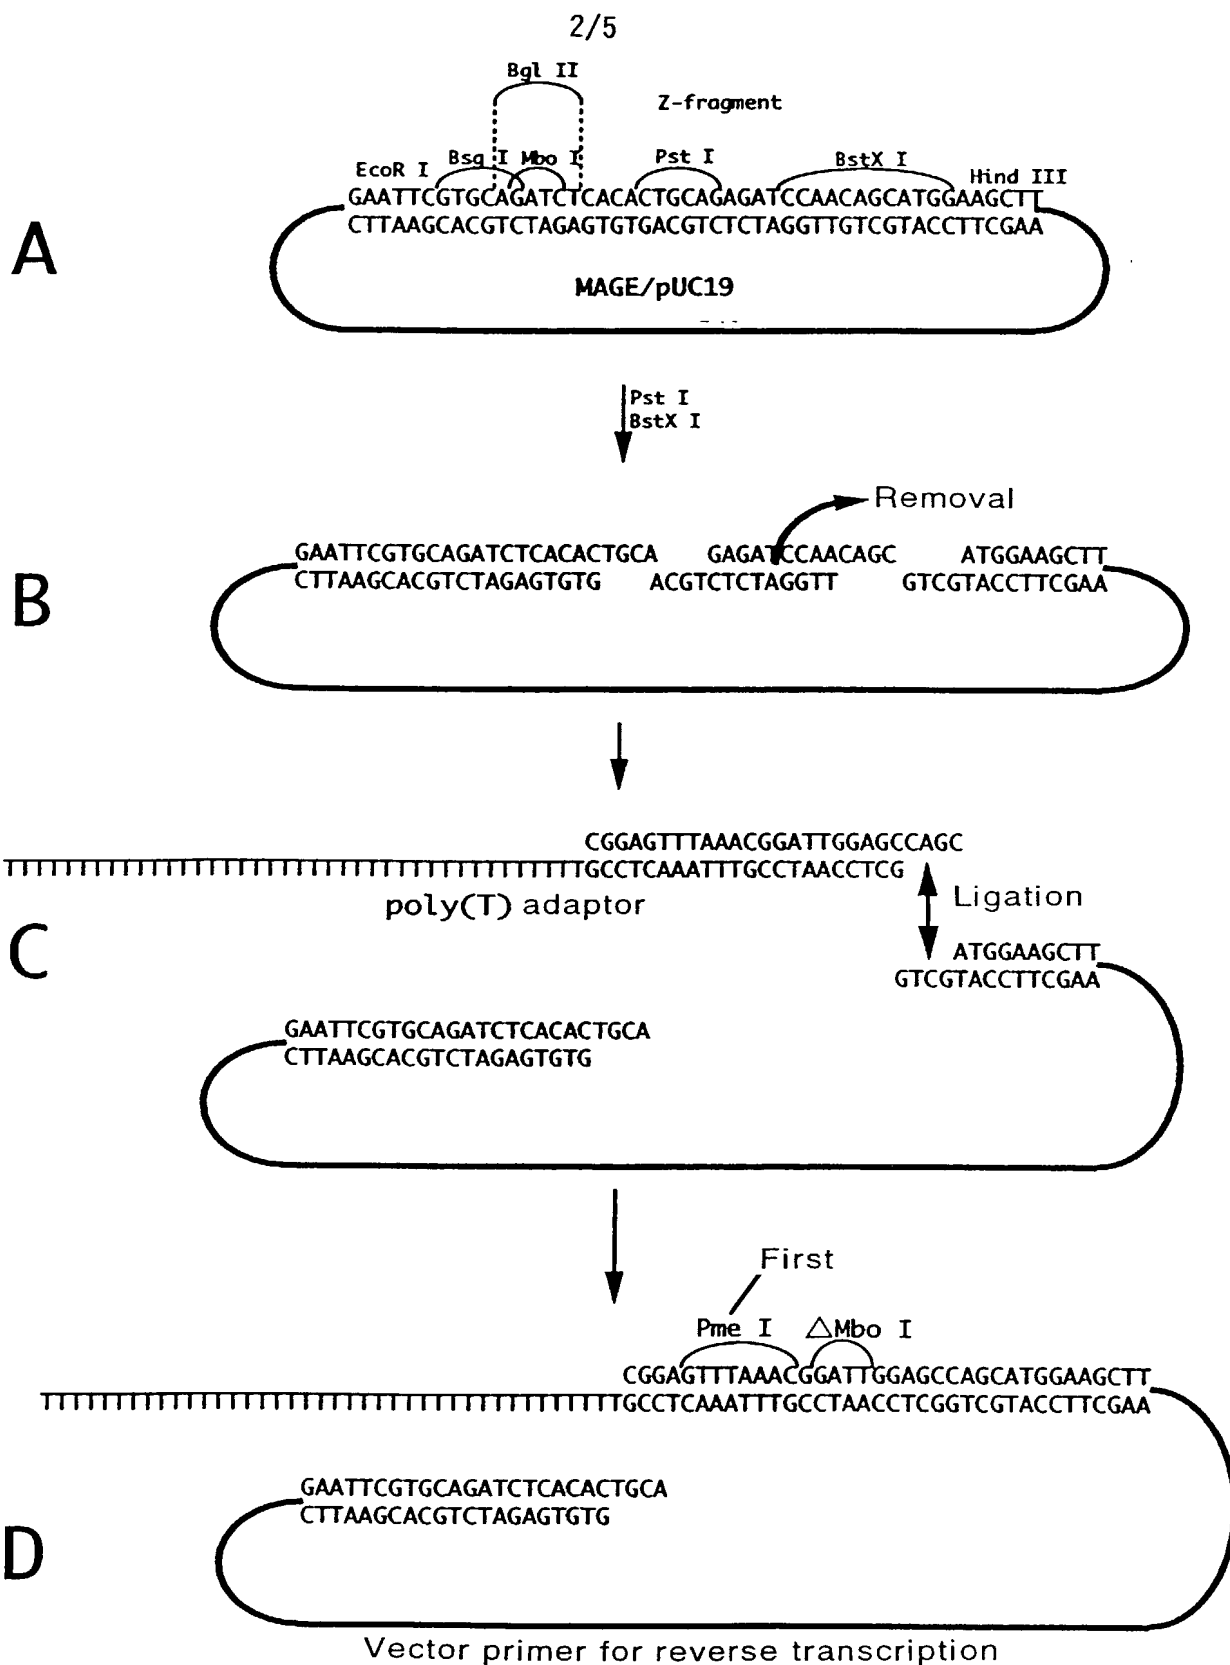 2/5
Bgl II
Z-fragment
EcoR I Bsg I Mbo I Pst I BstX I Hind III
GAATTCGTGCAGATCTCACACTGCAGAGATCCAACAGCATGGAAGCTT
CTTAAGCACGTCTAGAGTGTGACGTCTCTAGGTTGTCGTACCTTCGAA
A
MAGE/pUC19
Pst I
BstX I
Removal
GAATTCGTGCAGATCTCACACTGCA GAGATCCAACAGC ATGGAAGCTT
CTTAAGCACGTCTAGAGTGTG ACGTCTCTAGGTT GTCGTACCTTCGAA
B
CGGAGTTTAAACGGATTGGAGCCAGC
TTTTTTTTTTTTTTTTTTTTTTTTTTTTTTTTTTTTTTTTGCCTCAAATTTGCCTAACCTCG
poly(T) adaptor
Ligation
C
ATGGAAGCTT
GTCGTACCTTCGAA
GAATTCGTGCAGATCTCACACTGCA
CTTAAGCACGTCTAGAGTGTG
First
Pme I △Mbo I
CGGAGTTTAAACGGATTGGAGCCAGCATGGAAGCTT
TTTTTTTTTTTTTTTTTTTTTTTTTTTTTTTTTTTTTTTTGCCTCAAATTTGCCTAACCTCGGTCGTACCTTCGAA
GAATTCGTGCAGATCTCACACTGCA
CTTAAGCACGTCTAGAGTGTG
D
Vector primer for reverse transcription